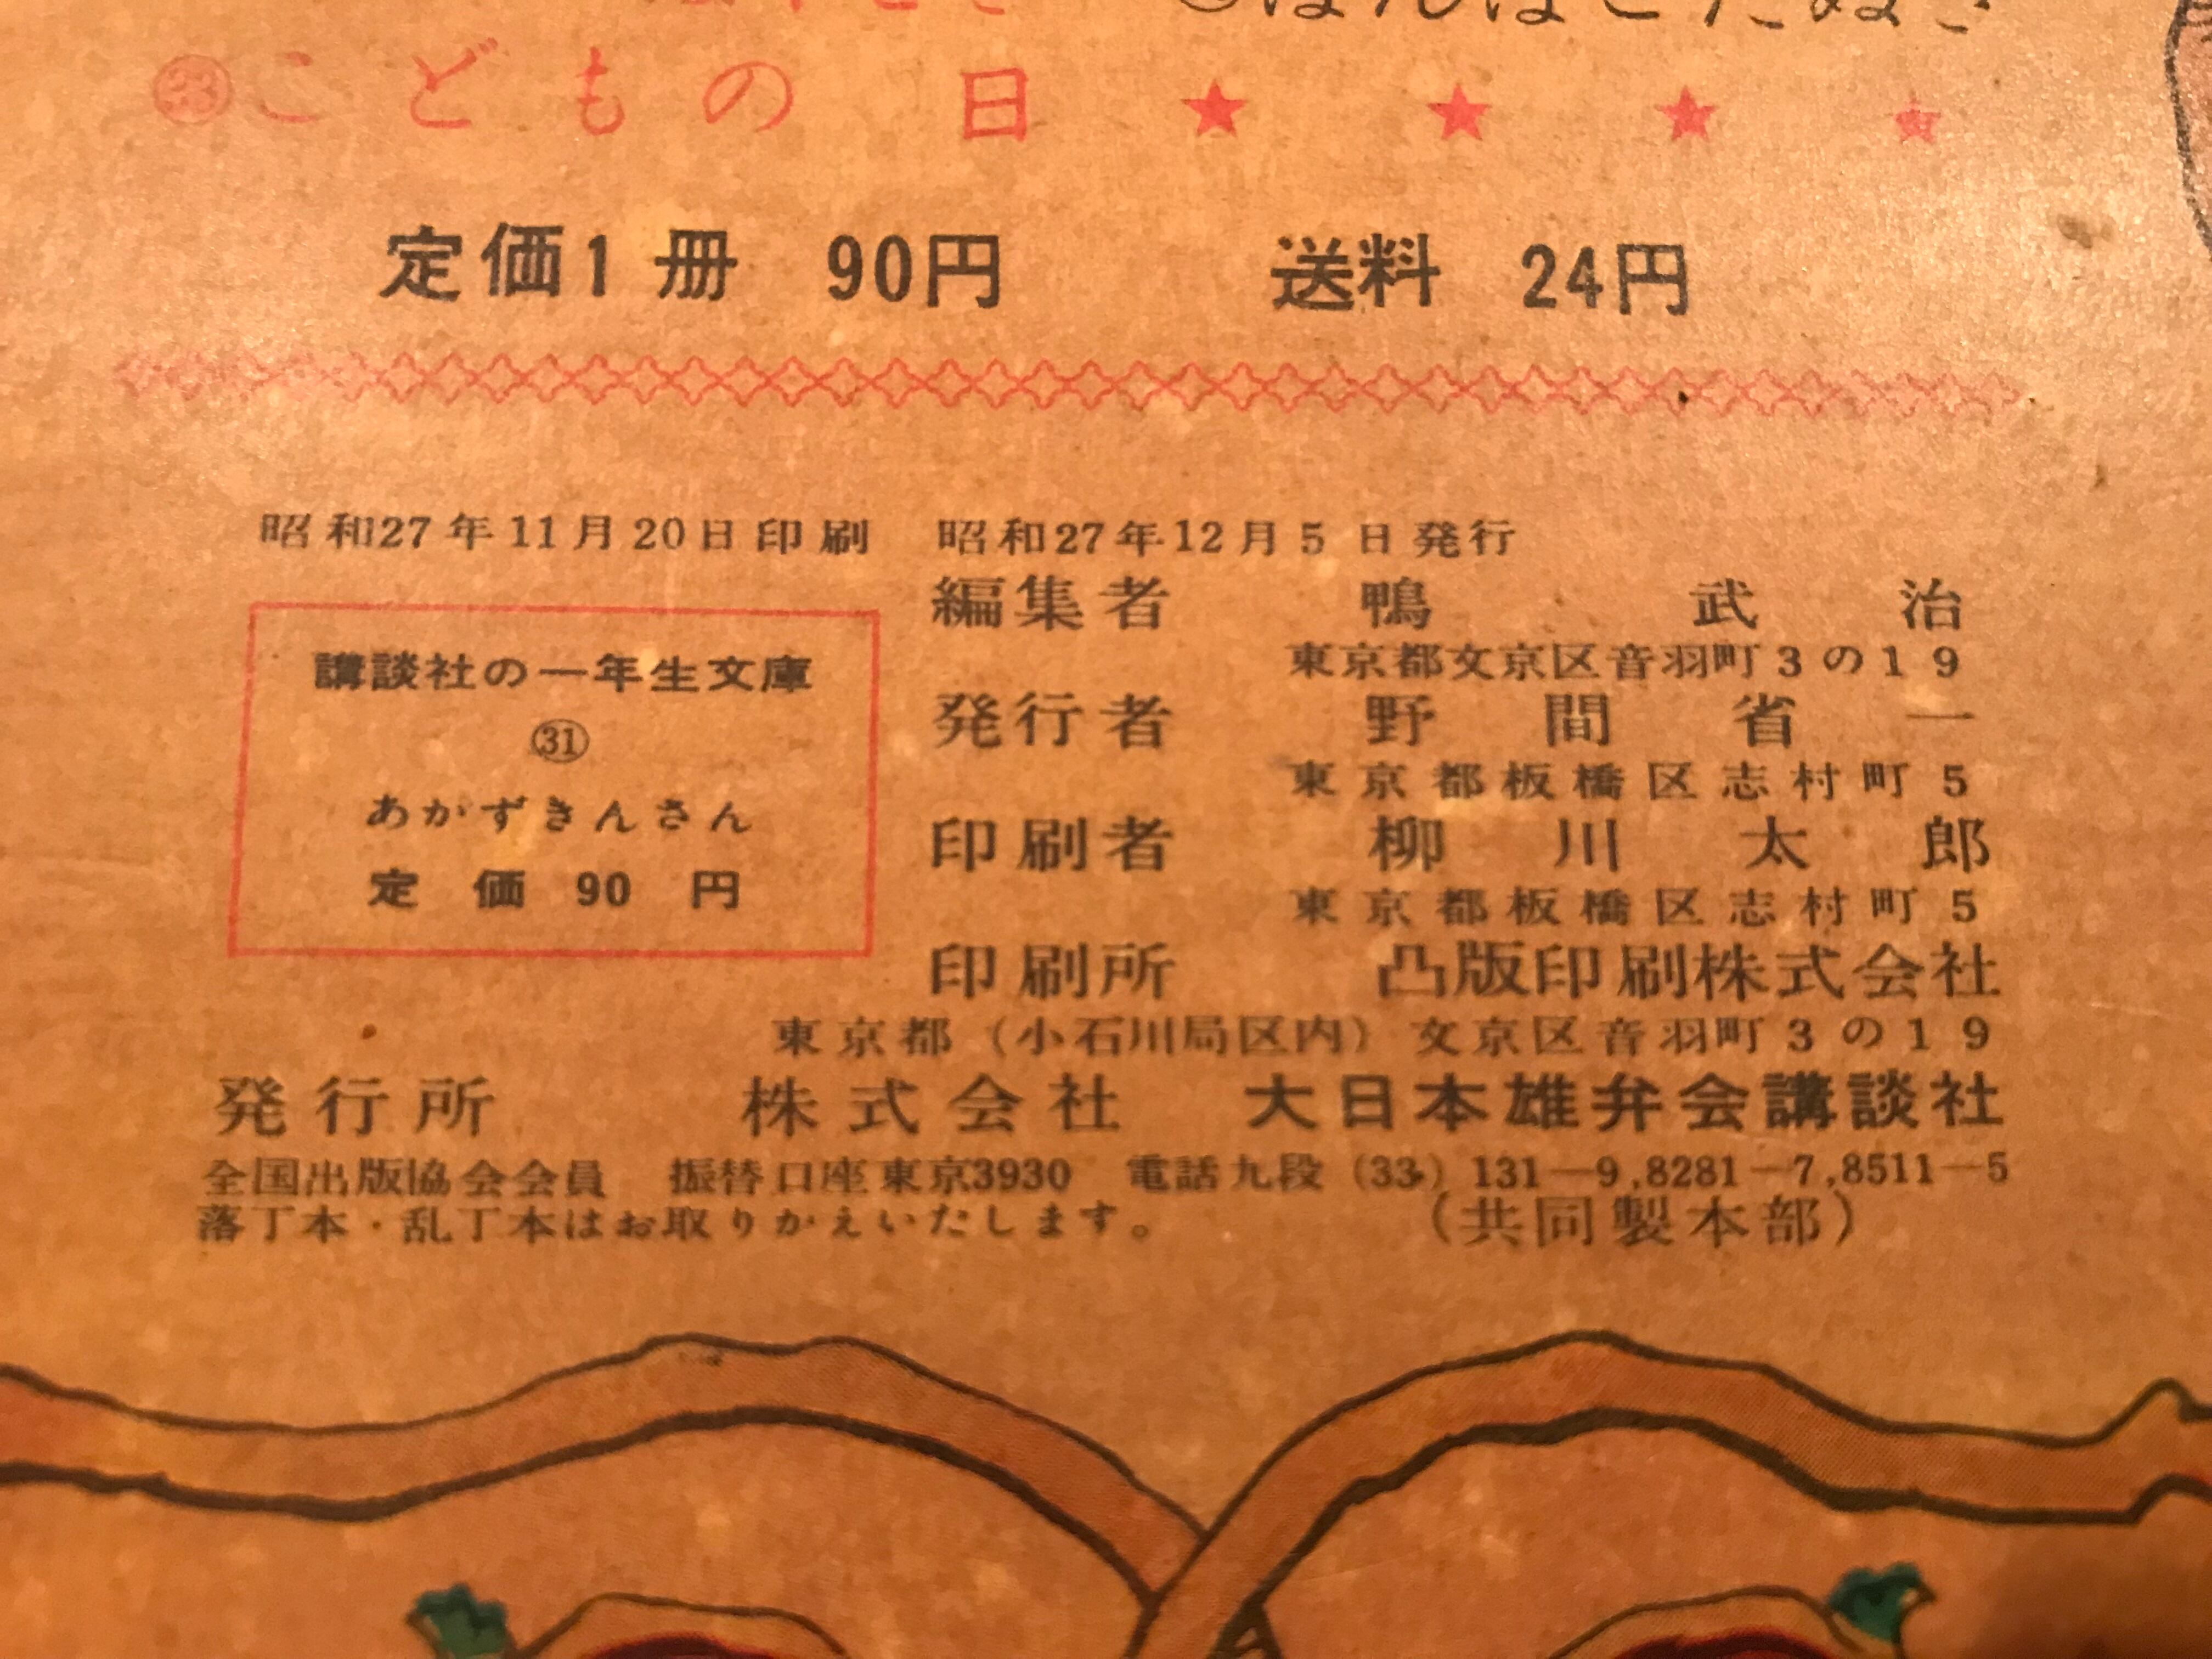 ㉝こどもの日 ★ ★ ★ ★
定価1冊 90円 送料 24円
昭和27年11月20日印刷 昭和27年12月5日発行
講談社の一年生文庫
㉛
あかずきんさん
定価 90 円
編集者 鴨武治
東京都文京区音羽町3の19
発行者 野間省一
東京都板橋区志村町5
印刷者 柳川太郎
東京都板橋区志村町5
印刷所 凸版印刷株式会社
東京都（小石川局区内）文京区音羽町3の19
発行所 株式会社 大日本雄弁会講談社
全国出版協会会員 振替口座東京3930 電話九段（33）131—9,8281—7,8511—5
落丁本・乱丁本はお取りかえいたします。 （共同製本部）